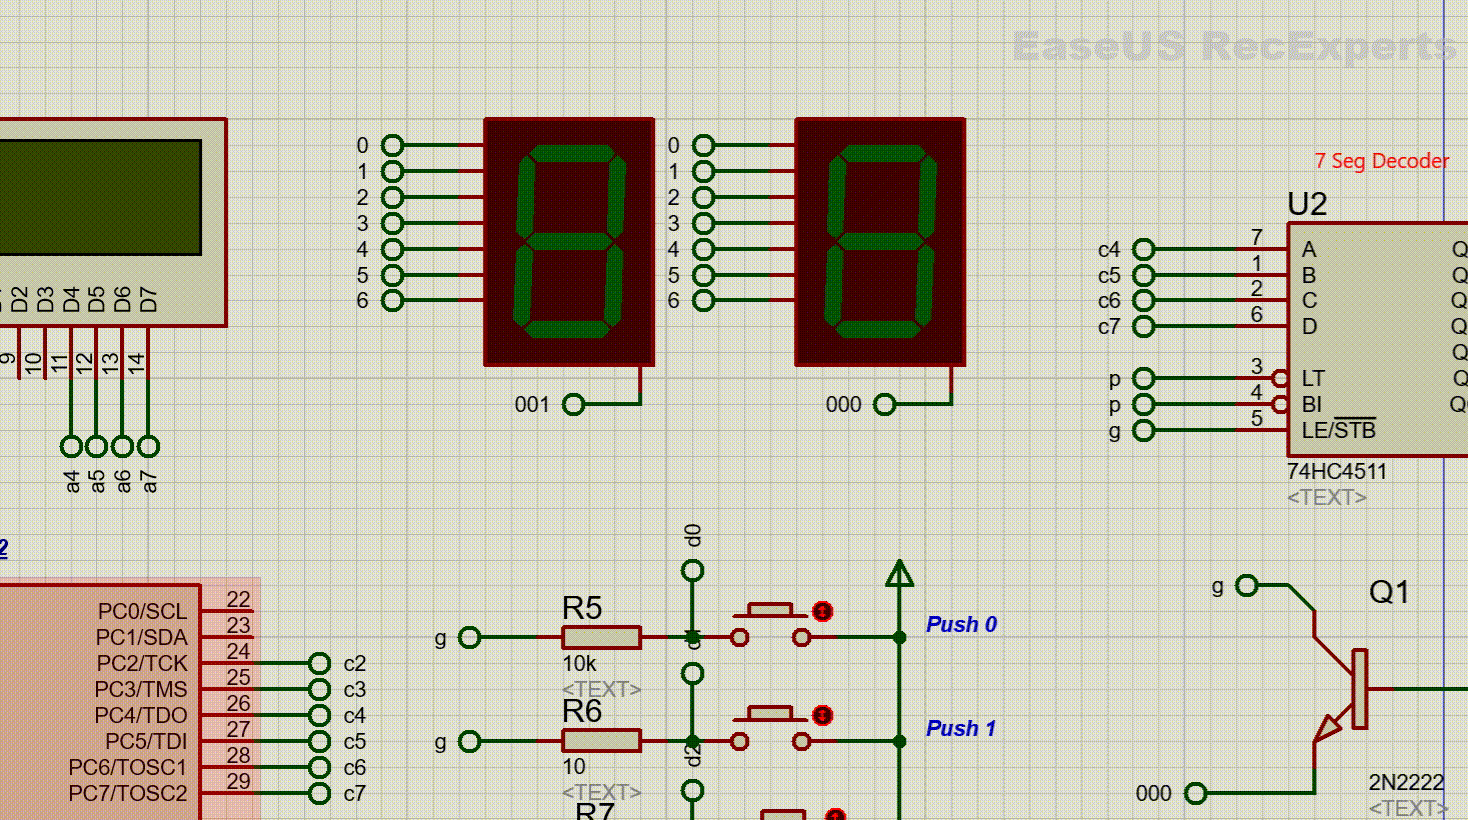 EaseUS RecExperts
D2
D3
D4
D5
D6
D7
9
10
11
12
13
14
a4
a5
a6
a7
0
1
2
3
4
5
6
001
0
1
2
3
4
5
6
000
7 Seg Decoder
U2
c4 7 A Q
c5 1 B Q
c6 2 C Q
c7 6 D Q
Q
p 3 LT Q
p 4 BI Q
g 5 LE/STB
74HC4511
<TEXT>
2
PC0/SCL 22
PC1/SDA 23
PC2/TCK 24 c2
PC3/TMS 25 c3
PC4/TDO 26 c4
PC5/TDI 27 c5
PC6/TOSC1 28 c6
PC7/TOSC2 29 c7
d0
R5
g
10k
<TEXT>
Push 0
R6
g
10
<TEXT>
Push 1
d2
R7
g
Q1
000
2N2222
<TEXT>